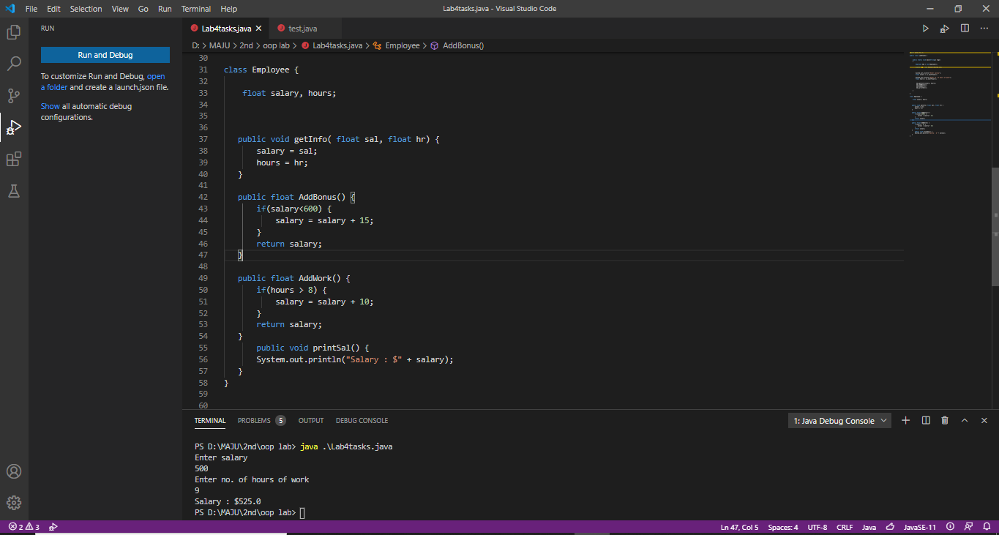 File Edit Selection View Go Run Terminal Help Lab4tasks.java - Visual Studio Code
RUN
Run and Debug
To customize Run and Debug, open
a folder and create a launch.json file.
Show all automatic debug
configurations.
Lab4tasks.java test.java
D: > MAJU > 2nd > oop lab > Lab4tasks.java > Employee > AddBonus()
30
31 class Employee {
32
33 float salary, hours;
34
35
36
37 public void getInfo( float sal, float hr) {
38 salary = sal;
39 hours = hr;
40 }
41
42 public float AddBonus() {
43 if(salary<600) {
44 salary = salary + 15;
45 }
46 return salary;
47 }
48
49 public float AddWork() {
50 if(hours > 8) {
51 salary = salary + 10;
52 }
53 return salary;
54 }
55 public void printSal() {
56 System.out.println("Salary : $" + salary);
57 }
58 }
59
60
TERMINAL PROBLEMS 5 OUTPUT DEBUG CONSOLE 1: Java Debug Console
PS D:\MAJU\2nd\oop lab> java .\Lab4tasks.java
Enter salary
500
Enter no. of hours of work
9
Salary : $525.0
PS D:\MAJU\2nd\oop lab>
2 3 Ln 47, Col 5 Spaces: 4 UTF-8 CRLF Java JavaSE-11